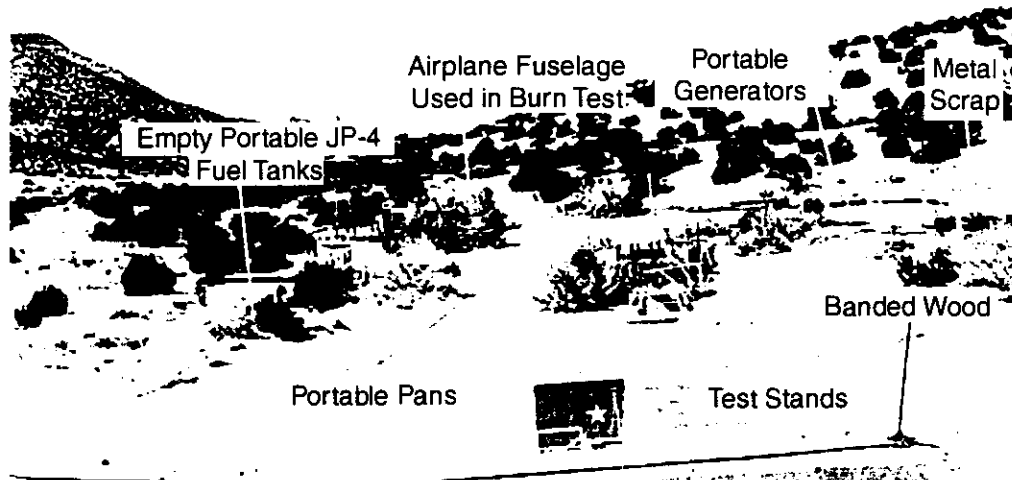 Airplane Fuselage
Used in Burn Test
Portable
Generators
Metal
Scrap
Empty Portable JP-4
Fuel Tanks
Banded Wood
Portable Pans
Test Stands